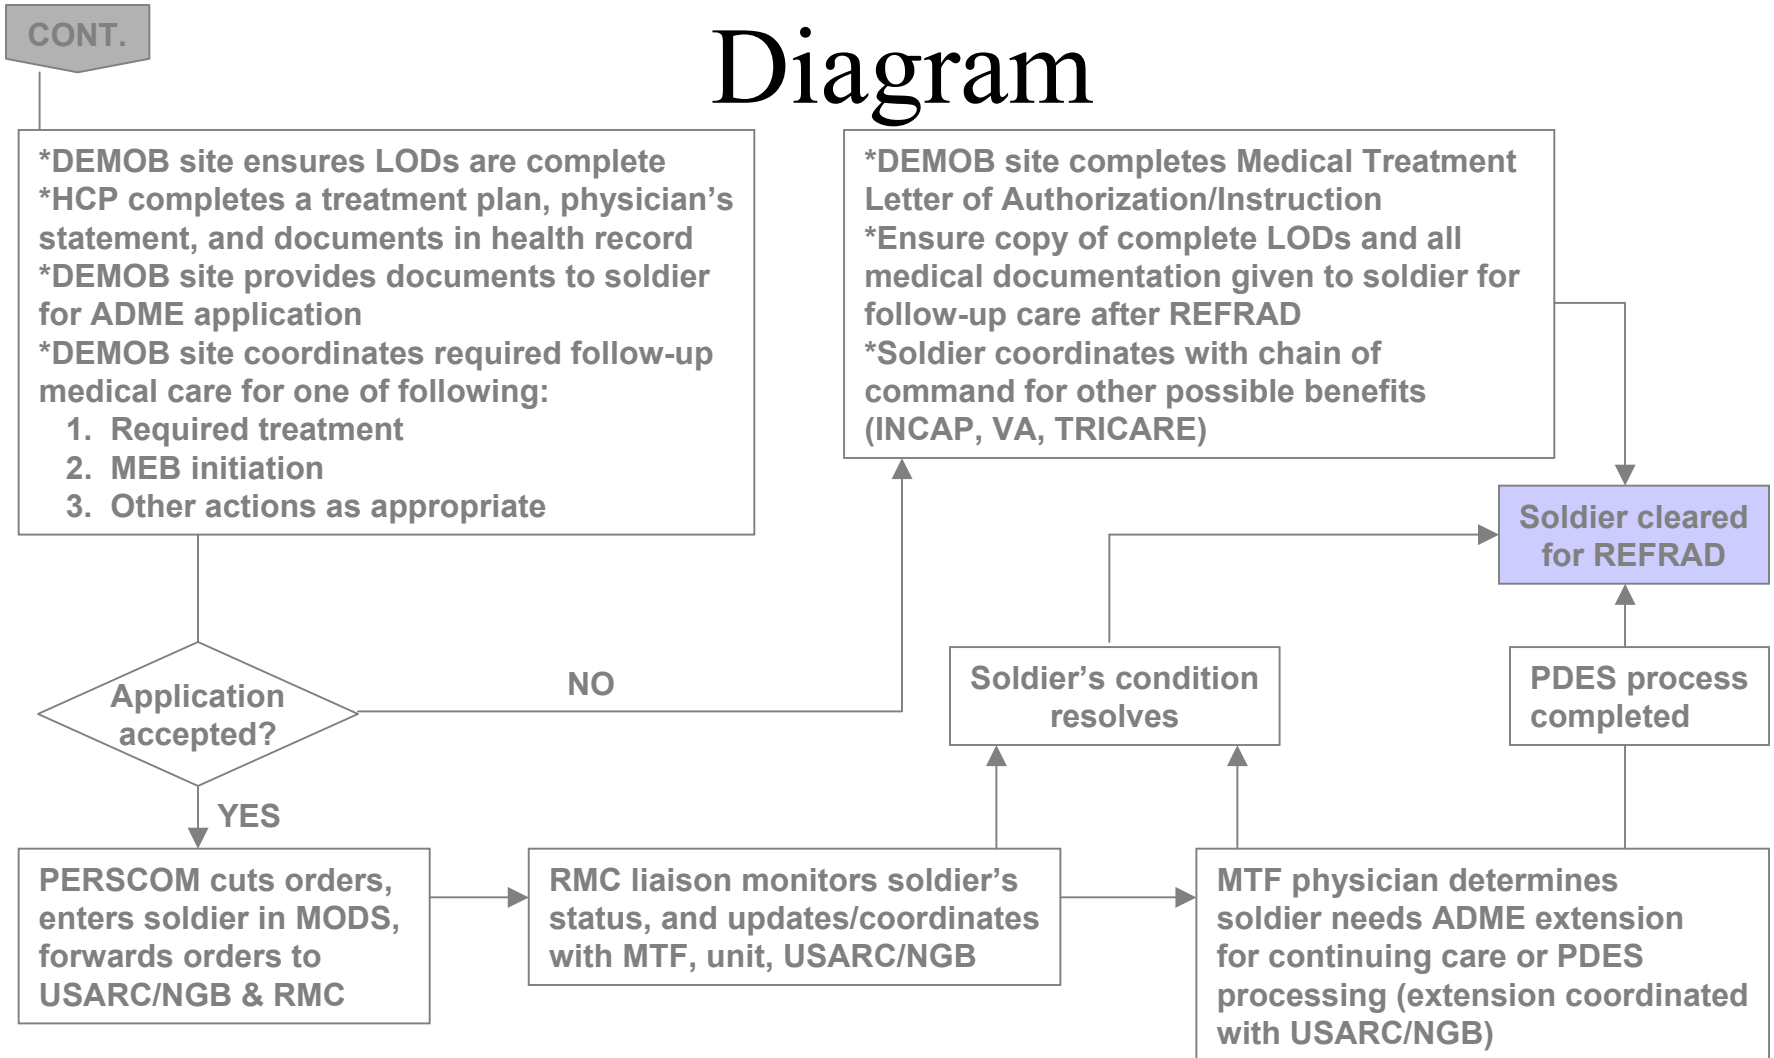 CONT.
Diagram
*DEMOB site ensures LODs are complete
*HCP completes a treatment plan, physician’s
statement, and documents in health record
*DEMOB site provides documents to soldier
for ADME application
*DEMOB site coordinates required follow-up
medical care for one of following:
1. Required treatment
2. MEB initiation
3. Other actions as appropriate
*DEMOB site completes Medical Treatment
Letter of Authorization/Instruction
*Ensure copy of complete LODs and all
medical documentation given to soldier for
follow-up care after REFRAD
*Soldier coordinates with chain of
command for other possible benefits
(INCAP, VA, TRICARE)
Soldier cleared
for REFRAD
Application
accepted?
NO
Soldier’s condition
resolves
PDES process
completed
YES
PERSCOM cuts orders,
enters soldier in MODS,
forwards orders to
USARC/NGB & RMC
RMC liaison monitors soldier’s
status, and updates/coordinates
with MTF, unit, USARC/NGB
MTF physician determines
soldier needs ADME extension
for continuing care or PDES
processing (extension coordinated
with USARC/NGB)